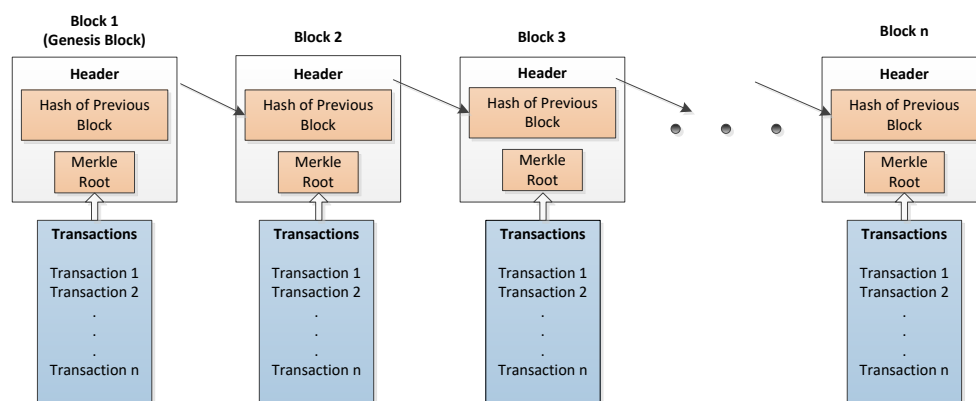 Block 1
(Genesis Block)
Header
Hash of Previous
Block
Merkle
Root
Transactions
Transaction 1
Transaction 2
.
.
.
Transaction n
Block 2
Header
Hash of Previous
Block
Merkle
Root
Transactions
Transaction 1
Transaction 2
.
.
.
Transaction n
Block 3
Header
Hash of Previous
Block
Merkle
Root
Transactions
Transaction 1
Transaction 2
.
.
.
Transaction n
Block n
Header
Hash of Previous
Block
Merkle
Root
Transactions
Transaction 1
Transaction 2
.
.
.
Transaction n